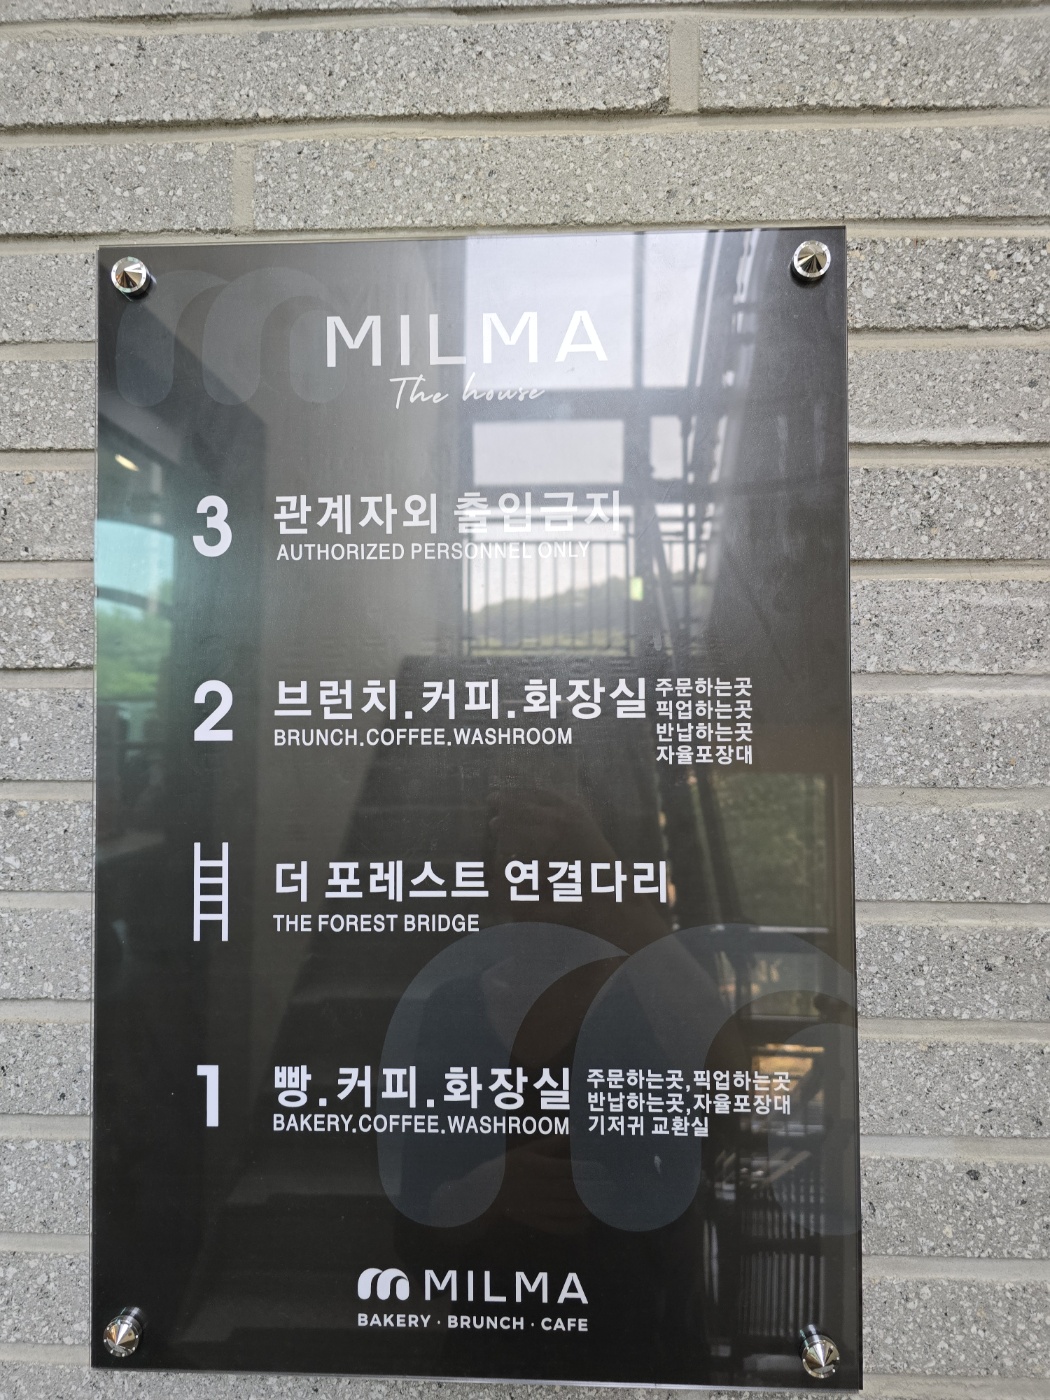 MILMA
The house
3 관계자외 출입금지
AUTHORIZED PERSONNEL ONLY
2 브런치.커피.화장실
BRUNCH.COFFEE.WASHROOM
주문하는곳
픽업하는곳
반납하는곳
자율포장대
더 포레스트 연결다리
THE FOREST BRIDGE
1 빵.커피.화장실
BAKERY.COFFEE.WASHROOM
주문하는곳,픽업하는곳
반납하는곳,자율포장대
기저귀 교환실
MILMA
BAKERY · BRUNCH · CAFE